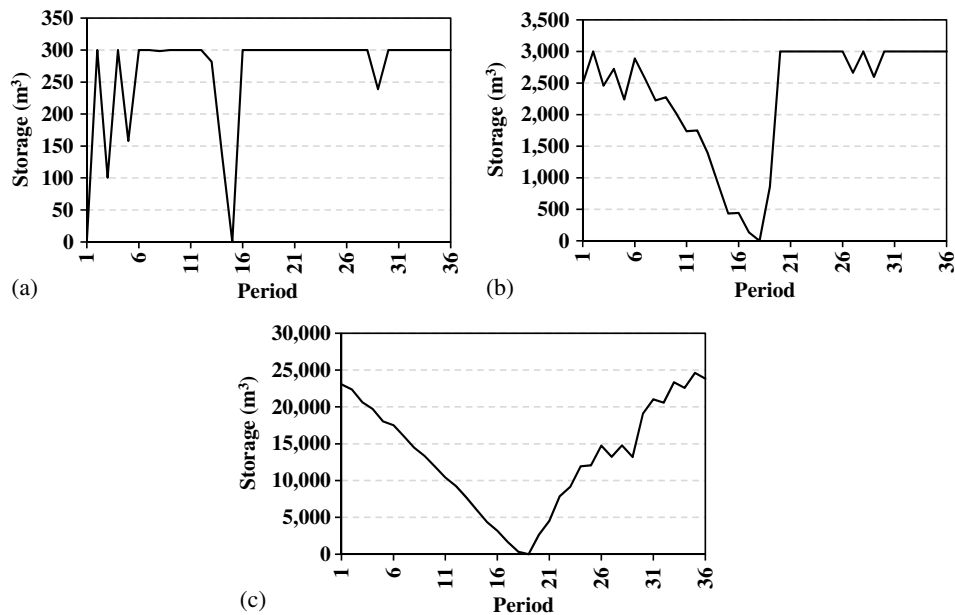 350
300
250
200
150
100
50
0
Storage (m³)
1 6 11 16 21 26 31 36
Period
(a)
3,500
3,000
2,500
2,000
1,500
1,000
500
0
Storage (m³)
1 6 11 16 21 26 31 36
Period
(b)
30,000
25,000
20,000
15,000
10,000
5,000
0
Storage (m³)
1 6 11 16 21 26 31 36
Period
(c)